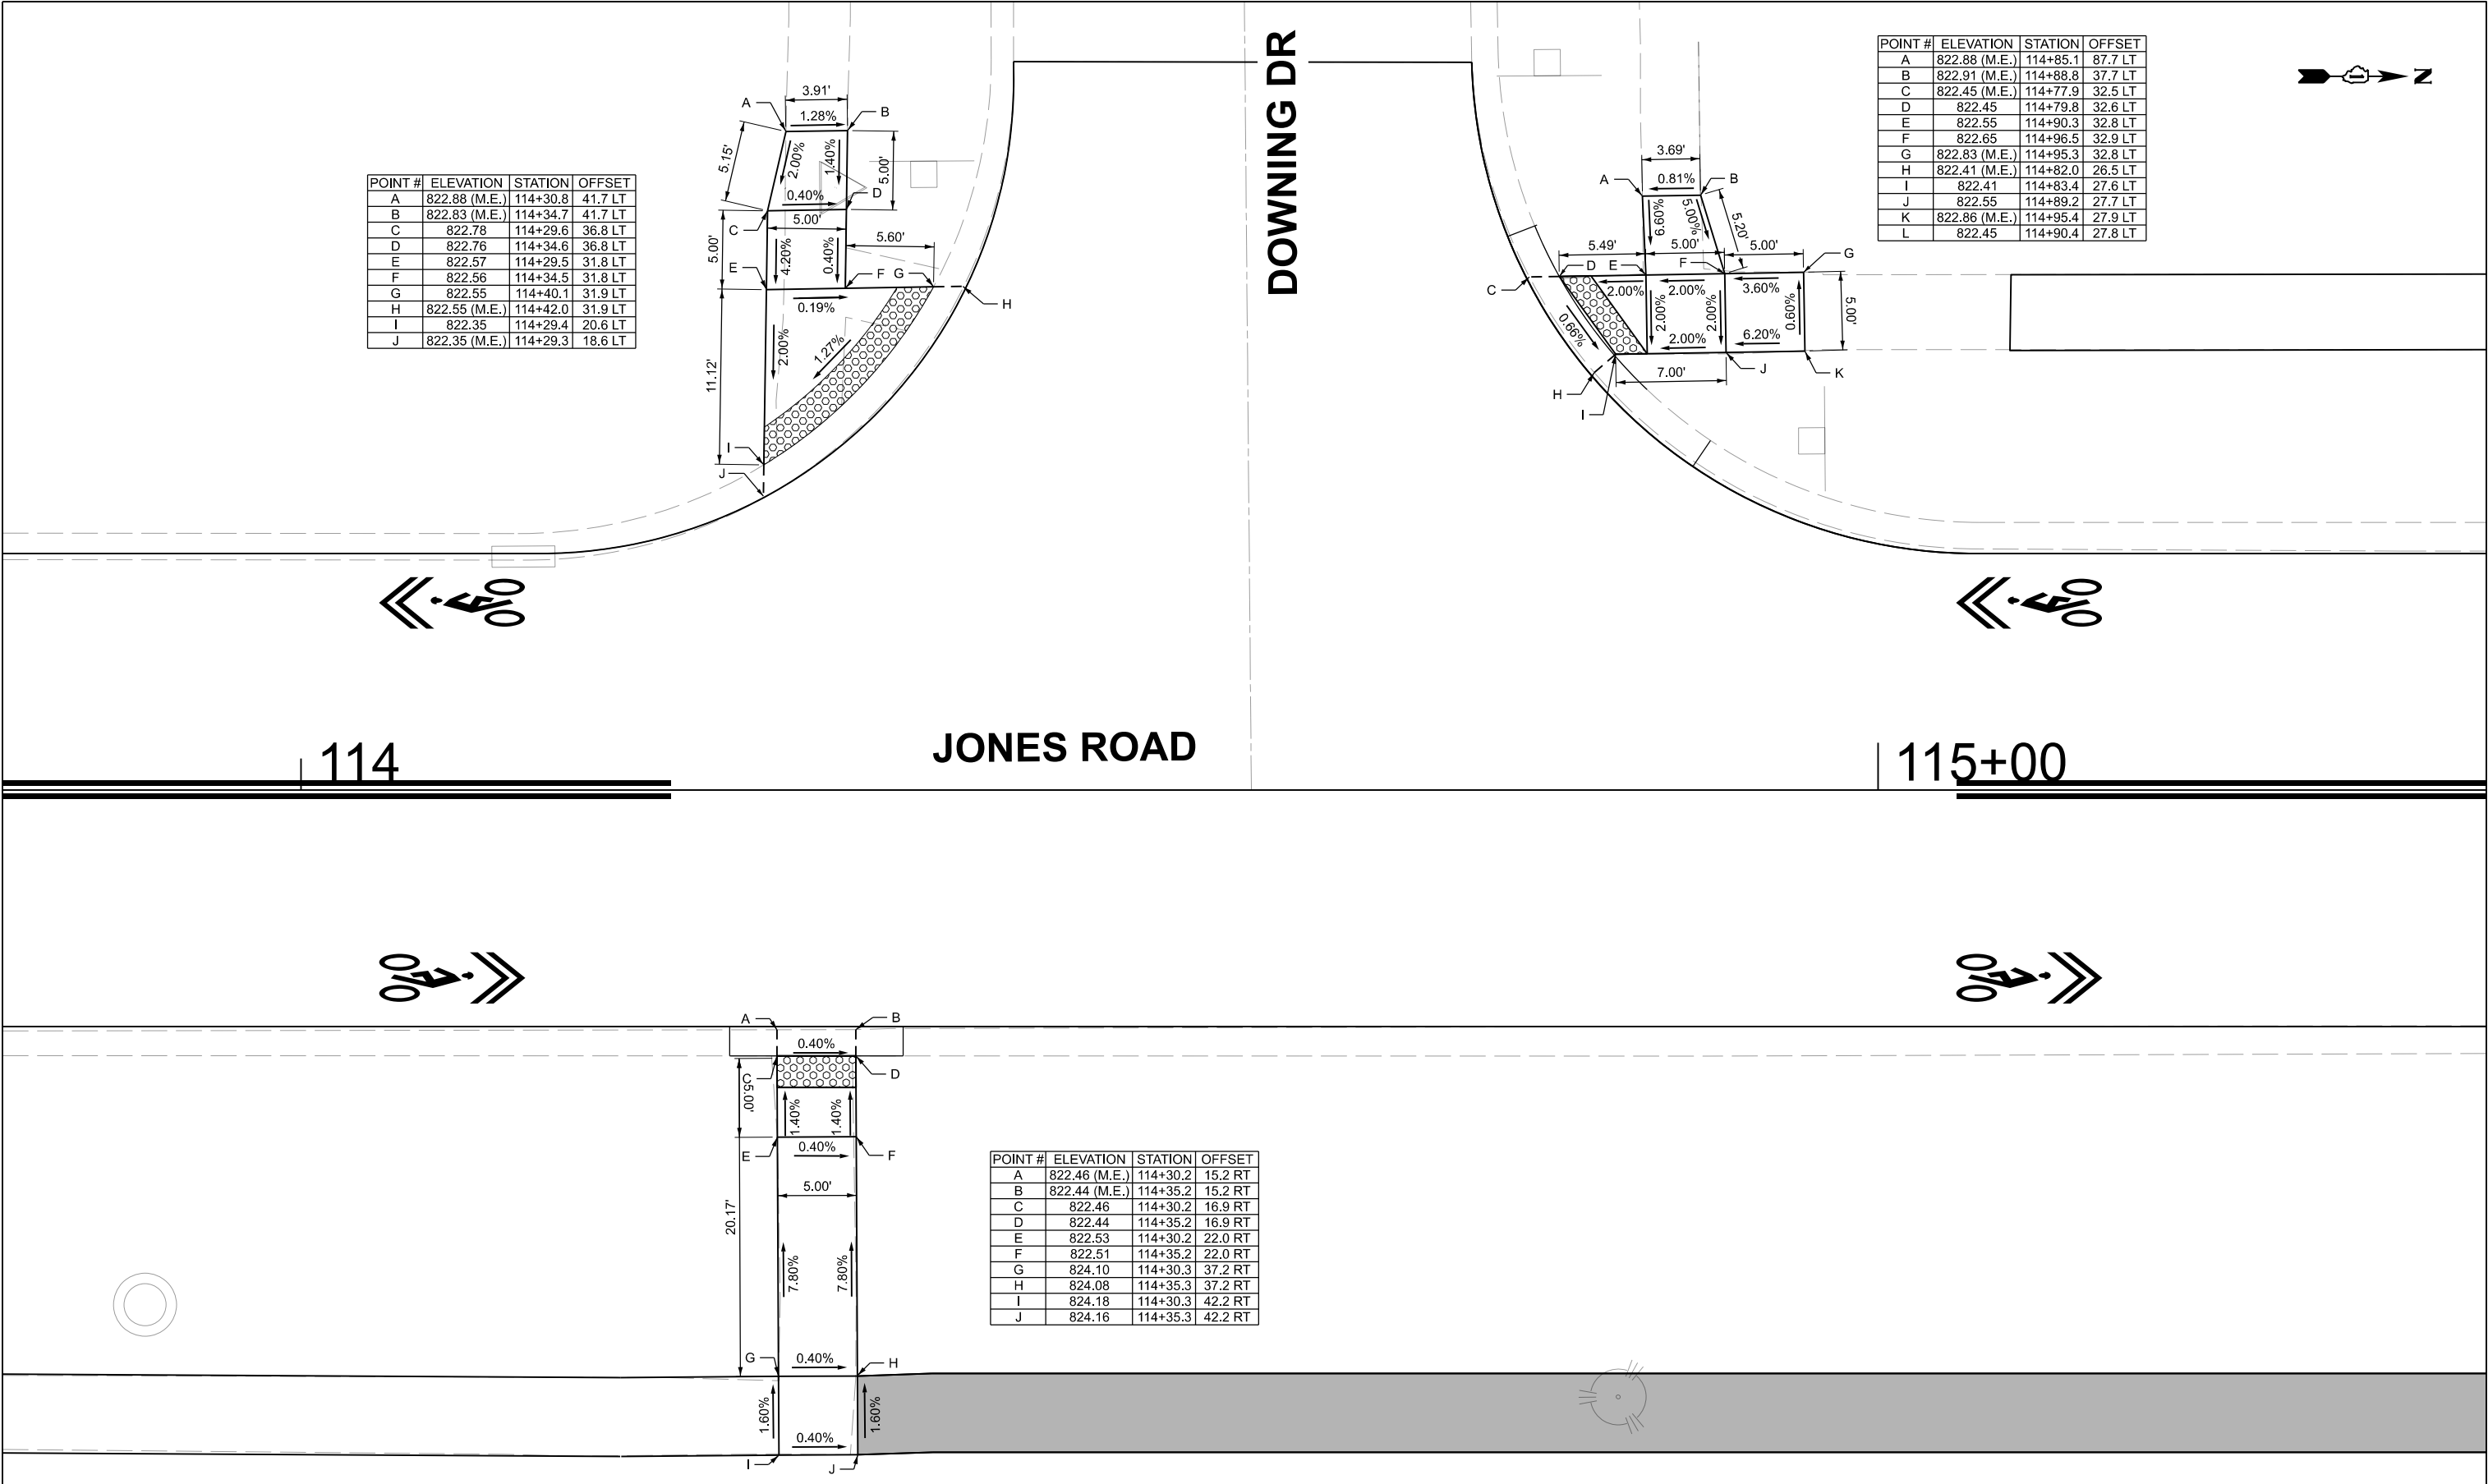 DOWNING DR
N
POINT # ELEVATION STATION OFFSET
A 822.88 (M.E.) 114+85.1 87.7 LT
B 822.91 (M.E.) 114+88.8 37.7 LT
C 822.45 (M.E.) 114+77.9 32.5 LT
D 822.45 114+79.8 32.6 LT
E 822.55 114+90.3 32.8 LT
F 822.65 114+96.5 32.9 LT
G 822.83 (M.E.) 114+95.3 32.8 LT
H 822.41 (M.E.) 114+82.0 26.5 LT
I 822.41 114+83.4 27.6 LT
J 822.55 114+89.2 27.7 LT
K 822.86 (M.E.) 114+95.4 27.9 LT
L 822.45 114+90.4 27.8 LT
POINT # ELEVATION STATION OFFSET
A 822.88 (M.E.) 114+30.8 41.7 LT
B 822.83 (M.E.) 114+34.7 41.7 LT
C 822.78 114+29.6 36.8 LT
D 822.76 114+34.6 36.8 LT
E 822.57 114+29.5 31.8 LT
F 822.56 114+34.5 31.8 LT
G 822.55 114+40.1 31.9 LT
H 822.55 (M.E.) 114+42.0 31.9 LT
I 822.35 114+29.4 20.6 LT
J 822.35 (M.E.) 114+29.3 18.6 LT
3.91'
A
B
1.28%
5.15'
2.00%
1.40%
5.00'
0.40%
D
5.00'
C
5.60'
5.00'
4.20%
0.40%
E
F G
H
0.19%
2.00%
1.27%
11.12'
I
J
3.69'
A
0.81%
B
6.60%
5.00%
5.20'
5.49'
5.00'
5.00'
G
D E
F
C
2.00%
2.00%
3.60%
0.66%
2.00%
2.00%
0.60%
5.00'
2.00%
6.20%
7.00'
J
K
H
I
JONES ROAD
114
115+00
A
B
0.40%
C
D
5.00'
1.40%
1.40%
E
0.40%
F
5.00'
20.17'
7.80%
7.80%
G
0.40%
H
1.60%
1.60%
0.40%
I
J
POINT # ELEVATION STATION OFFSET
A 822.46 (M.E.) 114+30.2 15.2 RT
B 822.44 (M.E.) 114+35.2 15.2 RT
C 822.46 114+30.2 16.9 RT
D 822.44 114+35.2 16.9 RT
E 822.53 114+30.2 22.0 RT
F 822.51 114+35.2 22.0 RT
G 824.10 114+30.3 37.2 RT
H 824.08 114+35.3 37.2 RT
I 824.18 114+30.3 42.2 RT
J 824.16 114+35.3 42.2 RT